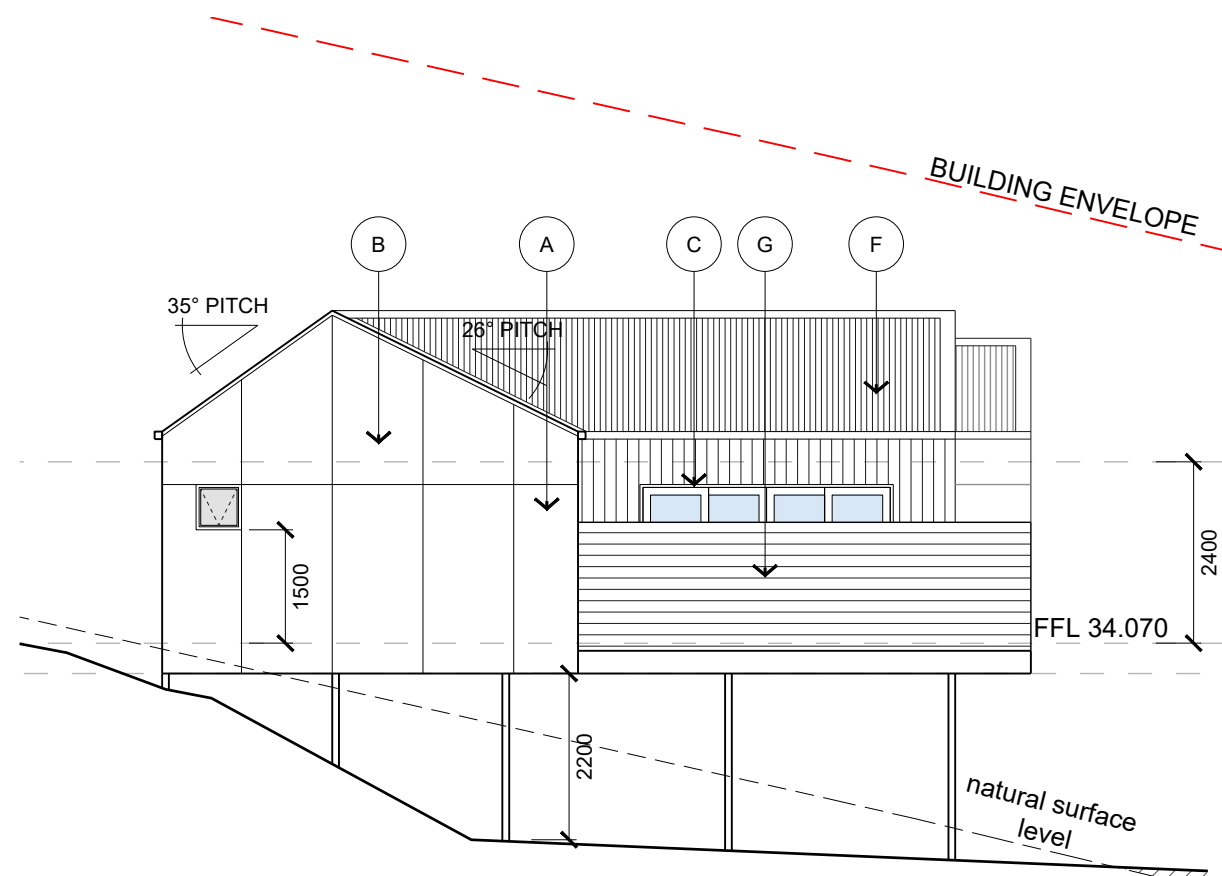 BUILDING ENVELOPE
B
A
C
G
F
35° PITCH
26° PITCH
1500
2400
FFL 34.070
2200
natural surface
level